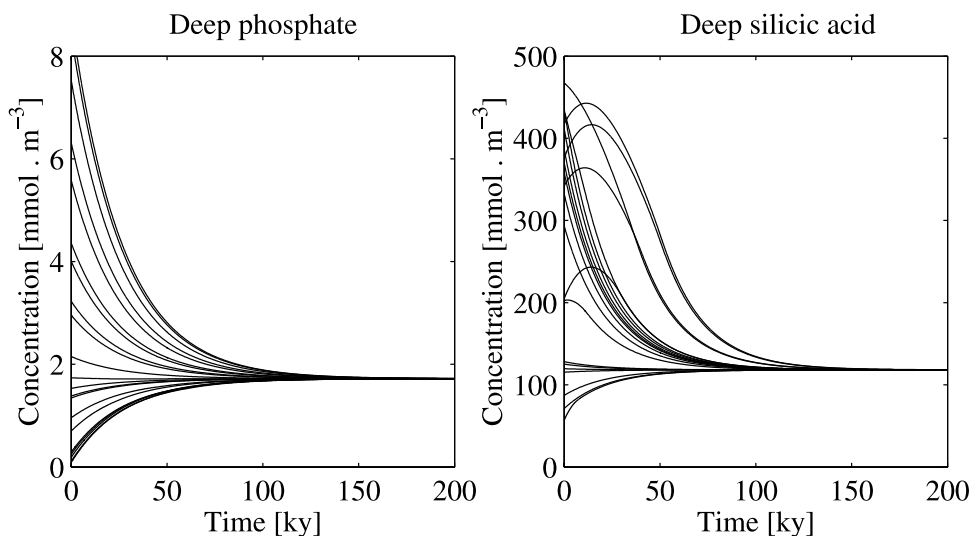 Deep phosphate
Concentration [mmol . m⁻³]
8
6
4
2
0
0 50 100 150 200
Time [ky]
Deep silicic acid
Concentration [mmol . m⁻³]
500
400
300
200
100
0
0 50 100 150 200
Time [ky]